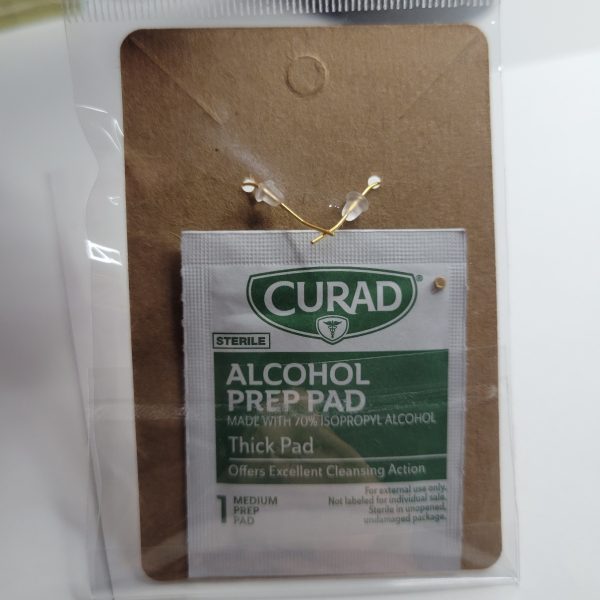 CURAD®
STERILE
ALCOHOL
PREP PAD
MADE WITH 70% ISOPROPYL ALCOHOL
Thick Pad
Offers Excellent Cleansing Action
1 MEDIUM
PREP
PAD
For external use only.
Not labeled for individual sale.
Sterile in unopened,
undamaged package.